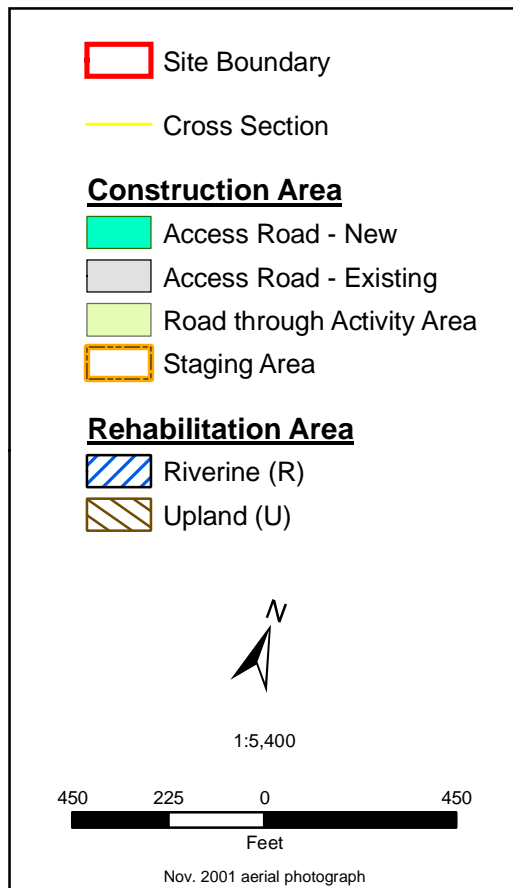 Site Boundary
Cross Section
Construction Area
Access Road - New
Access Road - Existing
Road through Activity Area
Staging Area
Rehabilitation Area
Riverine (R)
Upland (U)
N
1:5,400
450 225 0 450
Feet
Nov. 2001 aerial photograph